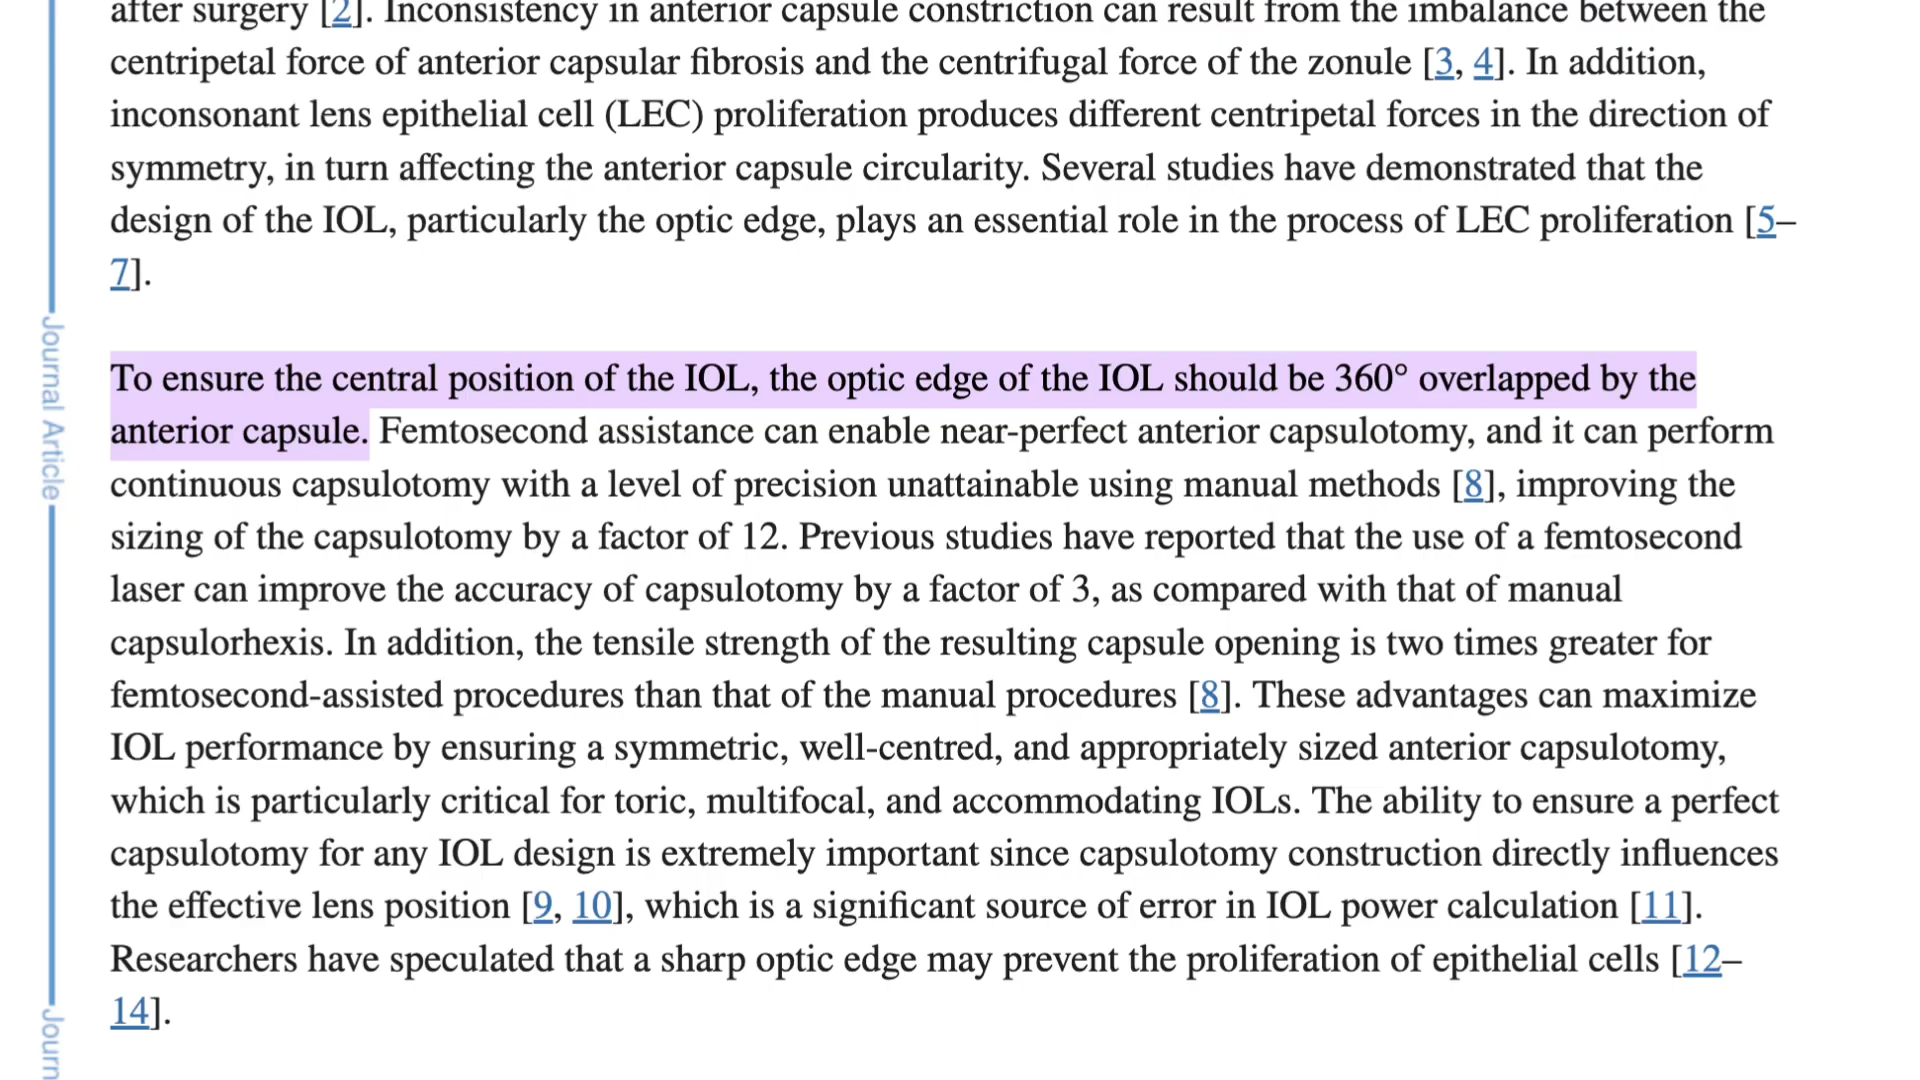 after surgery [2]. Inconsistency in anterior capsule constriction can result from the imbalance between the
centripetal force of anterior capsular fibrosis and the centrifugal force of the zonule [3, 4]. In addition,
inconsonant lens epithelial cell (LEC) proliferation produces different centripetal forces in the direction of
symmetry, in turn affecting the anterior capsule circularity. Several studies have demonstrated that the
design of the IOL, particularly the optic edge, plays an essential role in the process of LEC proliferation [5–
7].
To ensure the central position of the IOL, the optic edge of the IOL should be 360° overlapped by the
anterior capsule. Femtosecond assistance can enable near-perfect anterior capsulotomy, and it can perform
continuous capsulotomy with a level of precision unattainable using manual methods [8], improving the
sizing of the capsulotomy by a factor of 12. Previous studies have reported that the use of a femtosecond
laser can improve the accuracy of capsulotomy by a factor of 3, as compared with that of manual
capsulorhexis. In addition, the tensile strength of the resulting capsule opening is two times greater for
femtosecond-assisted procedures than that of the manual procedures [8]. These advantages can maximize
IOL performance by ensuring a symmetric, well-centred, and appropriately sized anterior capsulotomy,
which is particularly critical for toric, multifocal, and accommodating IOLs. The ability to ensure a perfect
capsulotomy for any IOL design is extremely important since capsulotomy construction directly influences
the effective lens position [9, 10], which is a significant source of error in IOL power calculation [11].
Researchers have speculated that a sharp optic edge may prevent the proliferation of epithelial cells [12–
14].
Journal Article
Journ